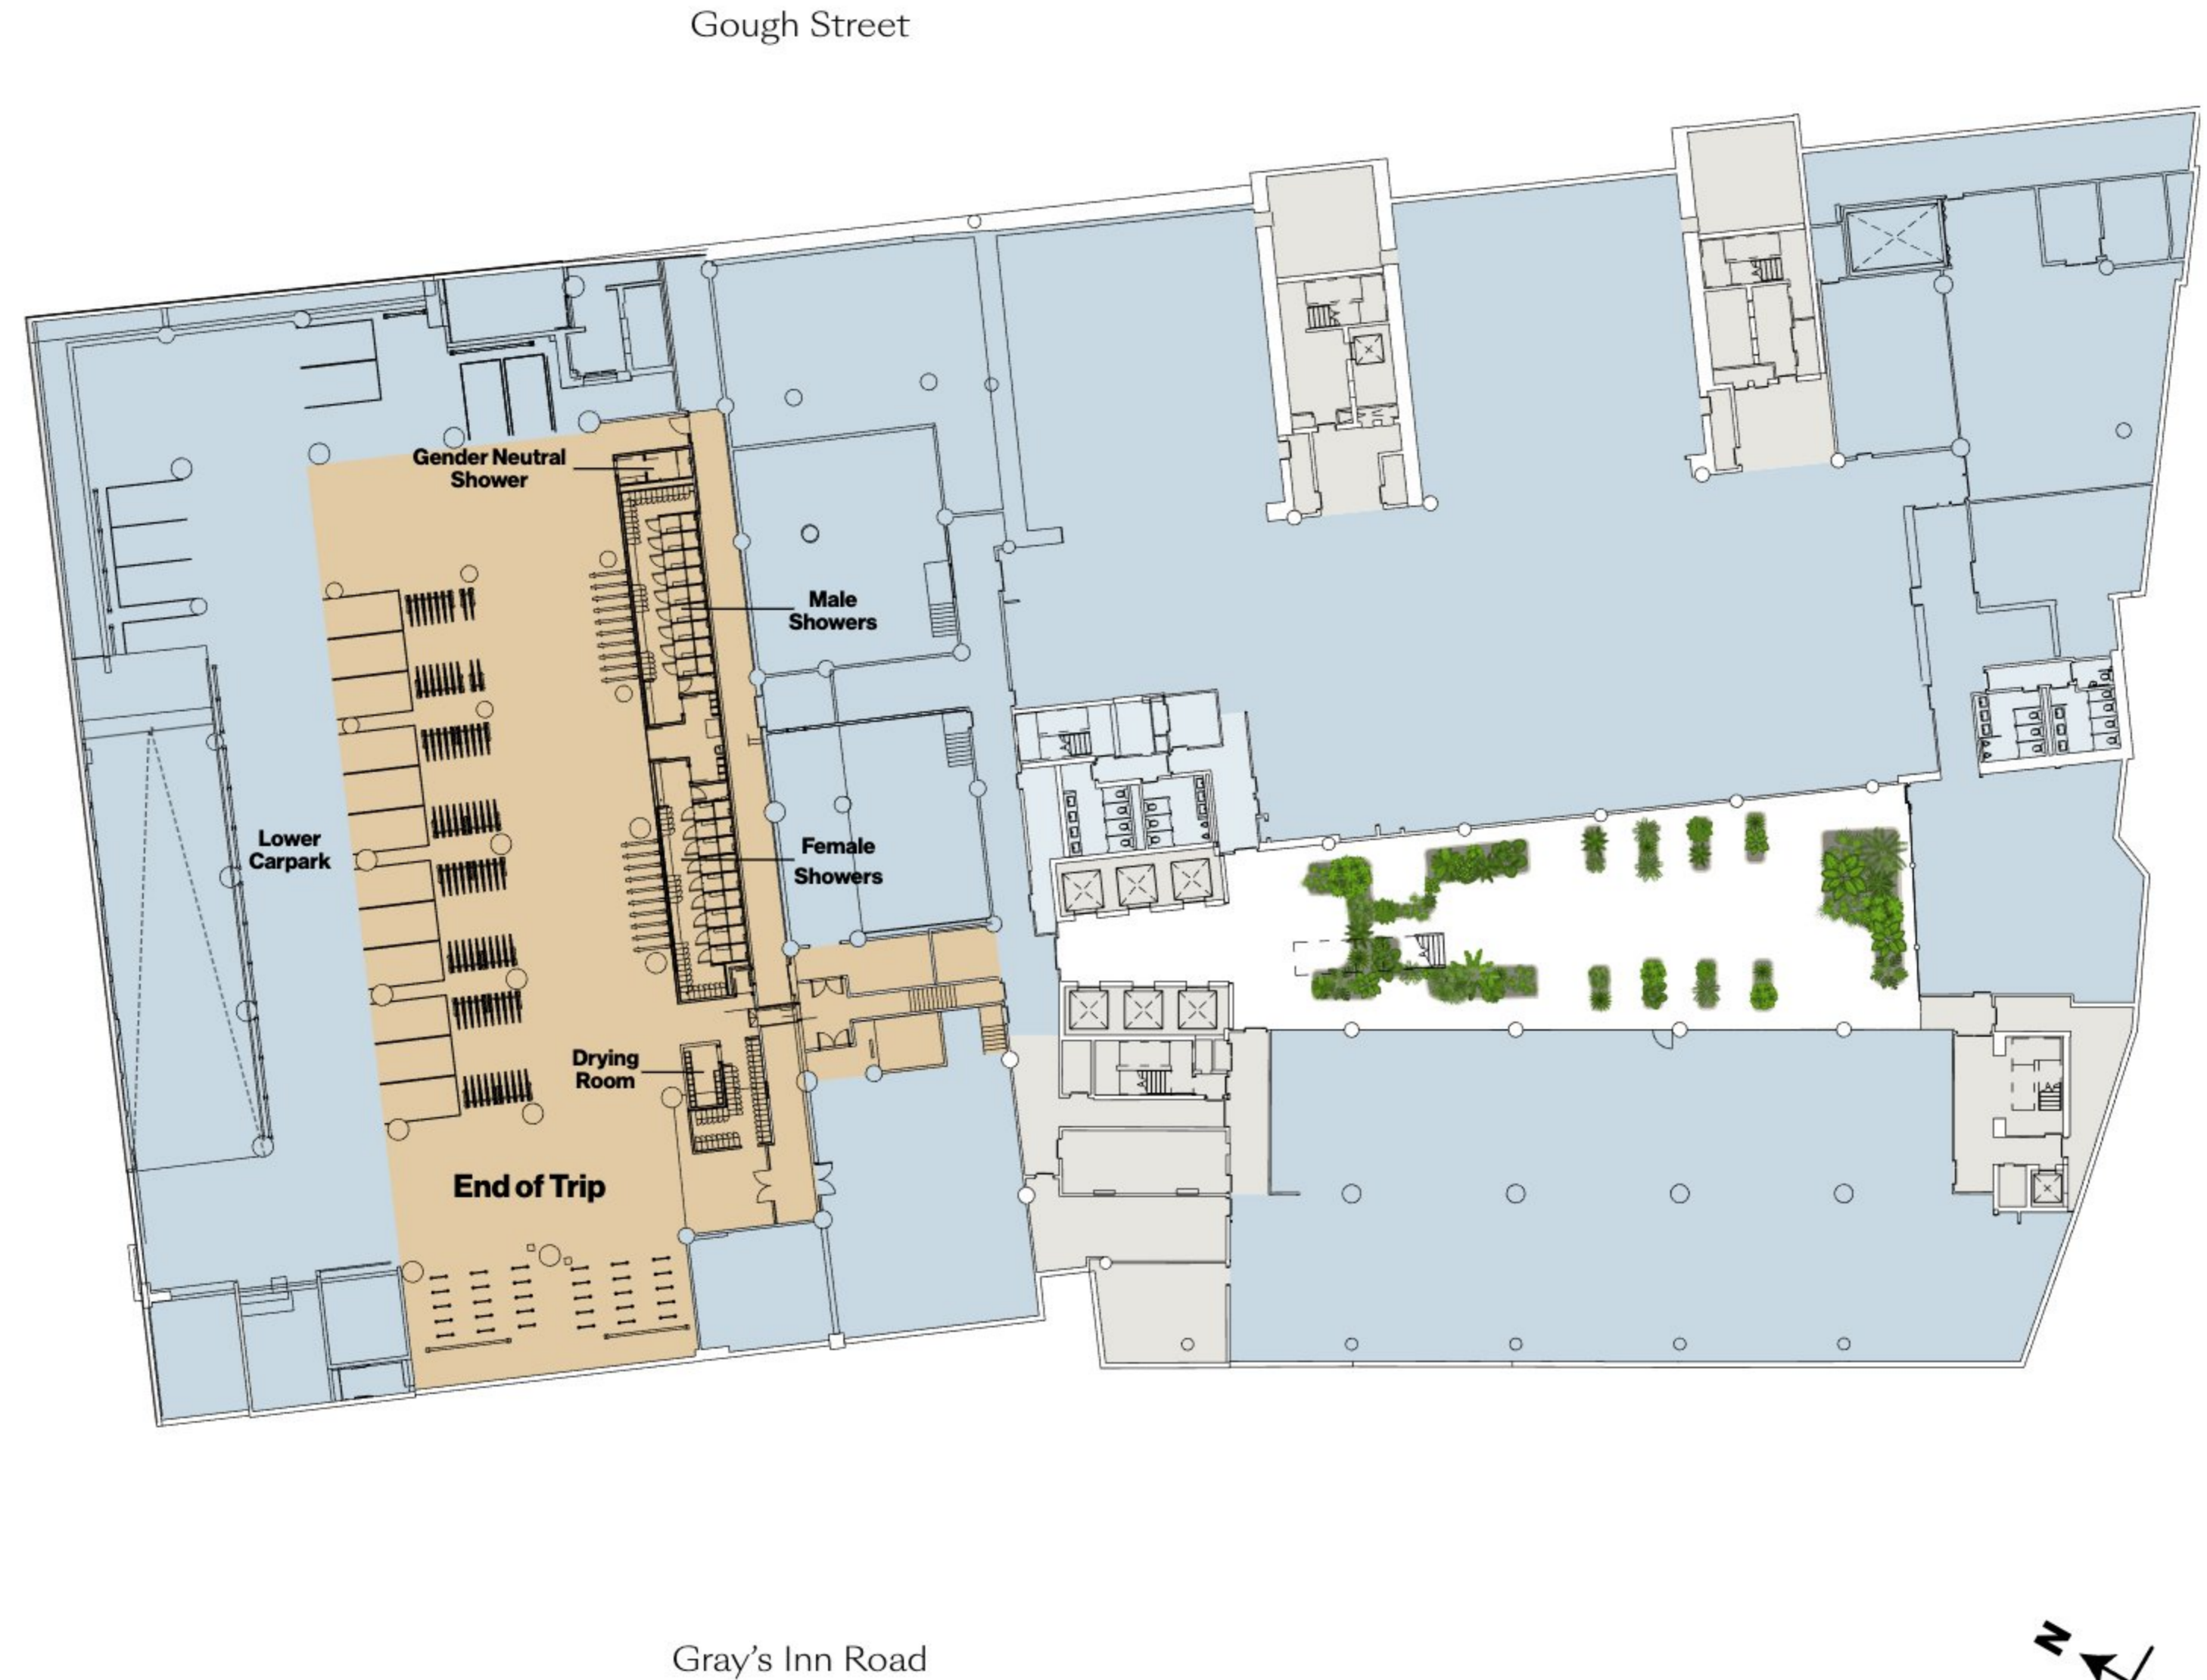 Gough Street
Gender Neutral
Shower
Male
Showers
Lower
Carpark
Female
Showers
Drying
Room
End of Trip
Gray's Inn Road
N